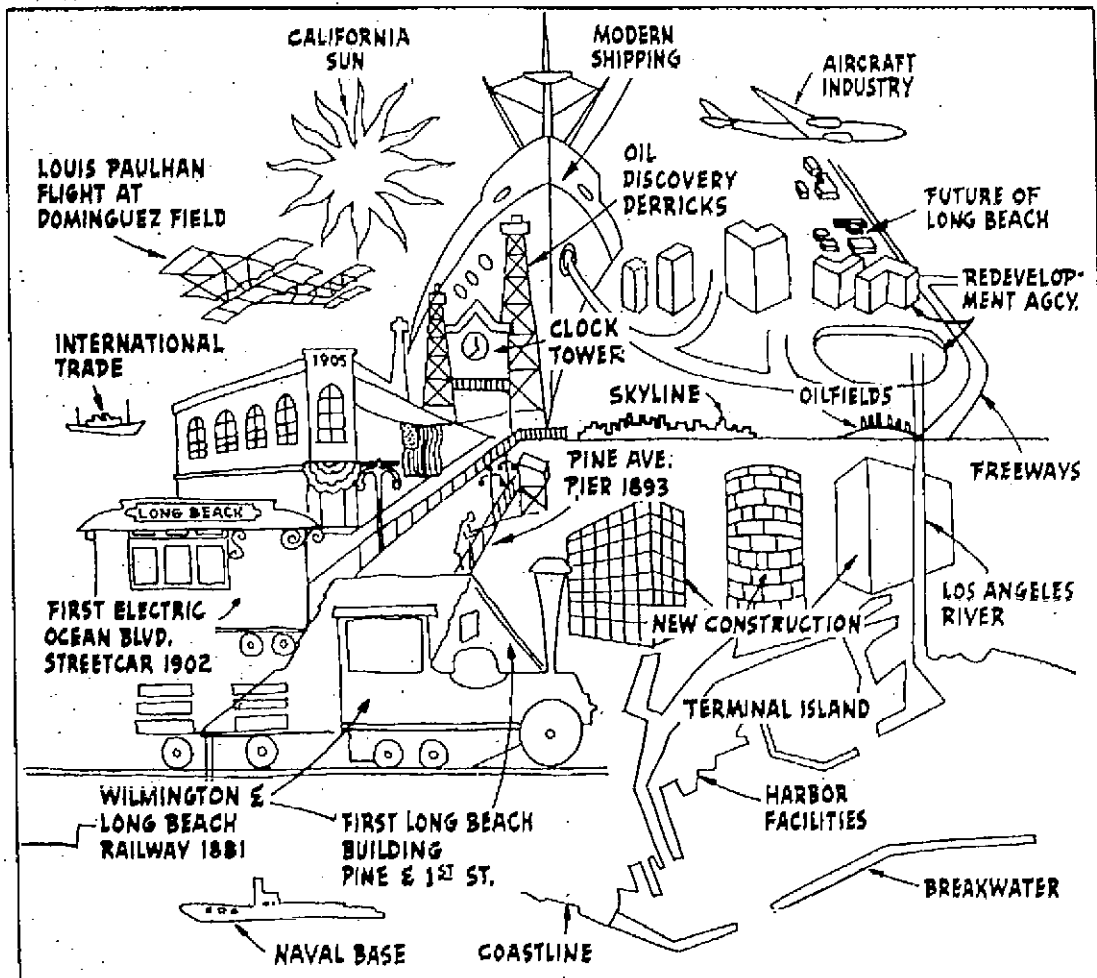 CALIFORNIA
SUN
MODERN
SHIPPING
AIRCRAFT
INDUSTRY
LOUIS PAULHAN
FLIGHT AT
DOMINGUEZ FIELD
OIL
DISCOVERY
DERRICKS
FUTURE OF
LONG BEACH
REDEVELOP-
MENT AGCY.
INTERNATIONAL
TRADE
1905
CLOCK
TOWER
SKYLINE
OILFIELDS
FREEWAYS
PINE AVE.
PIER 1893
LONG BEACH
FIRST ELECTRIC
OCEAN BLVD.
STREETCAR 1902
NEW CONSTRUCTION
LOS ANGELES
RIVER
TERMINAL ISLAND
WILMINGTON &
LONG BEACH
RAILWAY 1881
FIRST LONG BEACH
BUILDING
PINE & 1ST ST.
HARBOR
FACILITIES
BREAKWATER
NAVAL BASE
COASTLINE